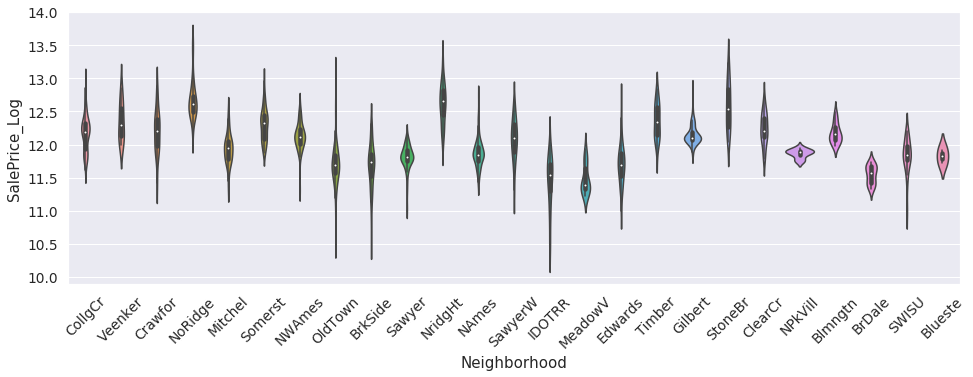 14.0
13.5
13.0
12.5
12.0
11.5
11.0
10.5
10.0
SalePrice_Log
CollgCr
Veenker
Crawfor
NoRidge
Mitchel
Somerst
NWAmes
OldTown
BrkSide
Sawyer
NridgHt
NAmes
SawyerW
IDOTRR
MeadowV
Edwards
Timber
Gilbert
StoneBr
ClearCr
NPkVill
Blmngtn
BrDale
SWISU
Blueste
Neighborhood